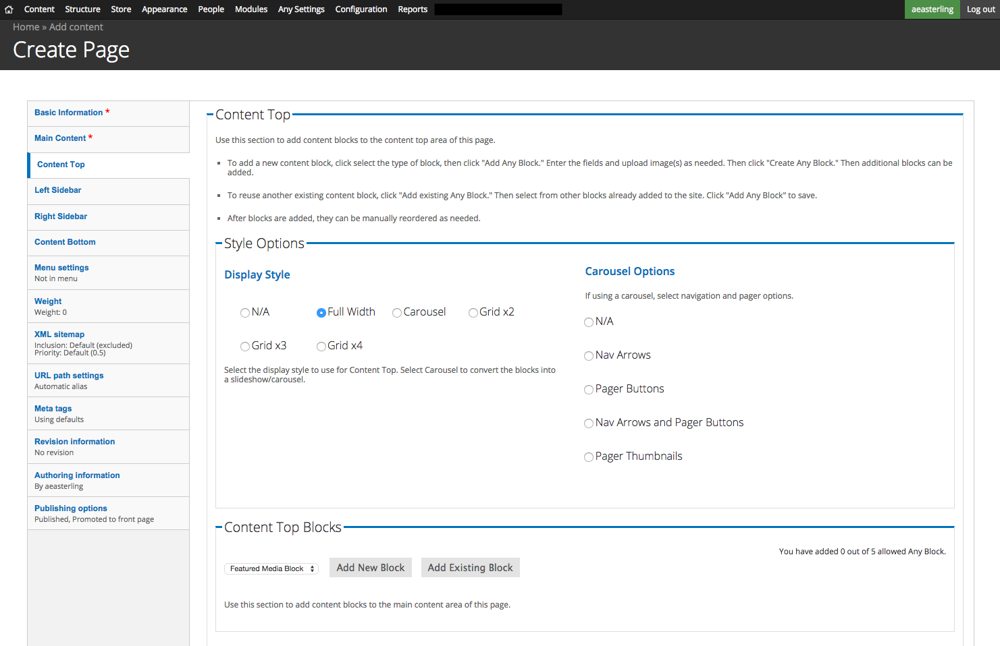 Content Structure Store Appearance People Modules Any Settings Configuration Reports aeasterling Log out
Home » Add content
Create Page
Basic Information *
Main Content *
Content Top
Left Sidebar
Right Sidebar
Content Bottom
Menu settings
Not in menu
Weight
Weight: 0
XML sitemap
Inclusion: Default (excluded)
Priority: Default (0.5)
URL path settings
Automatic alias
Meta tags
Using defaults
Revision information
No revision
Authoring information
By aeasterling
Publishing options
Published, Promoted to front page
Content Top
Use this section to add content blocks to the content top area of this page.
To add a new content block, click select the type of block, then click "Add Any Block." Enter the fields and upload image(s) as needed. Then click "Create Any Block." Then additional blocks can be
added.
To reuse another existing content block, click "Add existing Any Block." Then select from other blocks already added to the site. Click "Add Any Block" to save.
After blocks are added, they can be manually reordered as needed.
Style Options
Display Style
N/A Full Width Carousel Grid x2
Grid x3 Grid x4
Select the display style to use for Content Top. Select Carousel to convert the blocks into
a slideshow/carousel.
Carousel Options
If using a carousel, select navigation and pager options.
N/A
Nav Arrows
Pager Buttons
Nav Arrows and Pager Buttons
Pager Thumbnails
Content Top Blocks
You have added 0 out of 5 allowed Any Block.
Featured Media Block Add New Block Add Existing Block
Use this section to add content blocks to the main content area of this page.